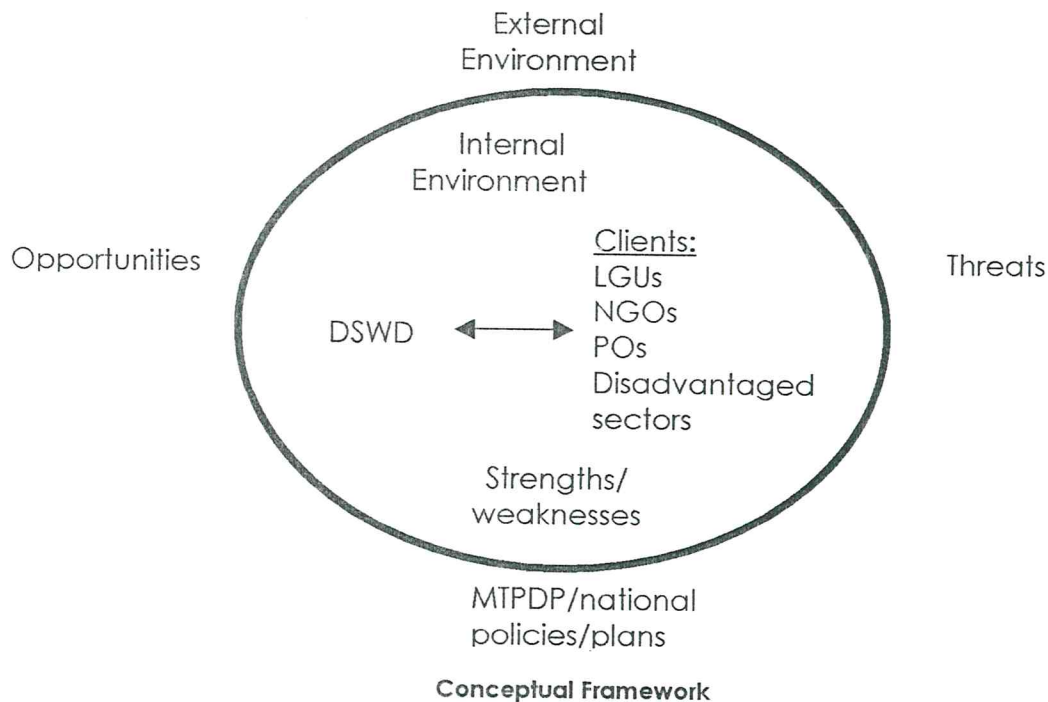 External
Environment
Internal
Environment
Opportunities
Clients:
LGUs
NGOs
POs
Disadvantaged
sectors
Threats
DSWD
Strengths/
weaknesses
MTPDP/national
policies/plans
Conceptual Framework